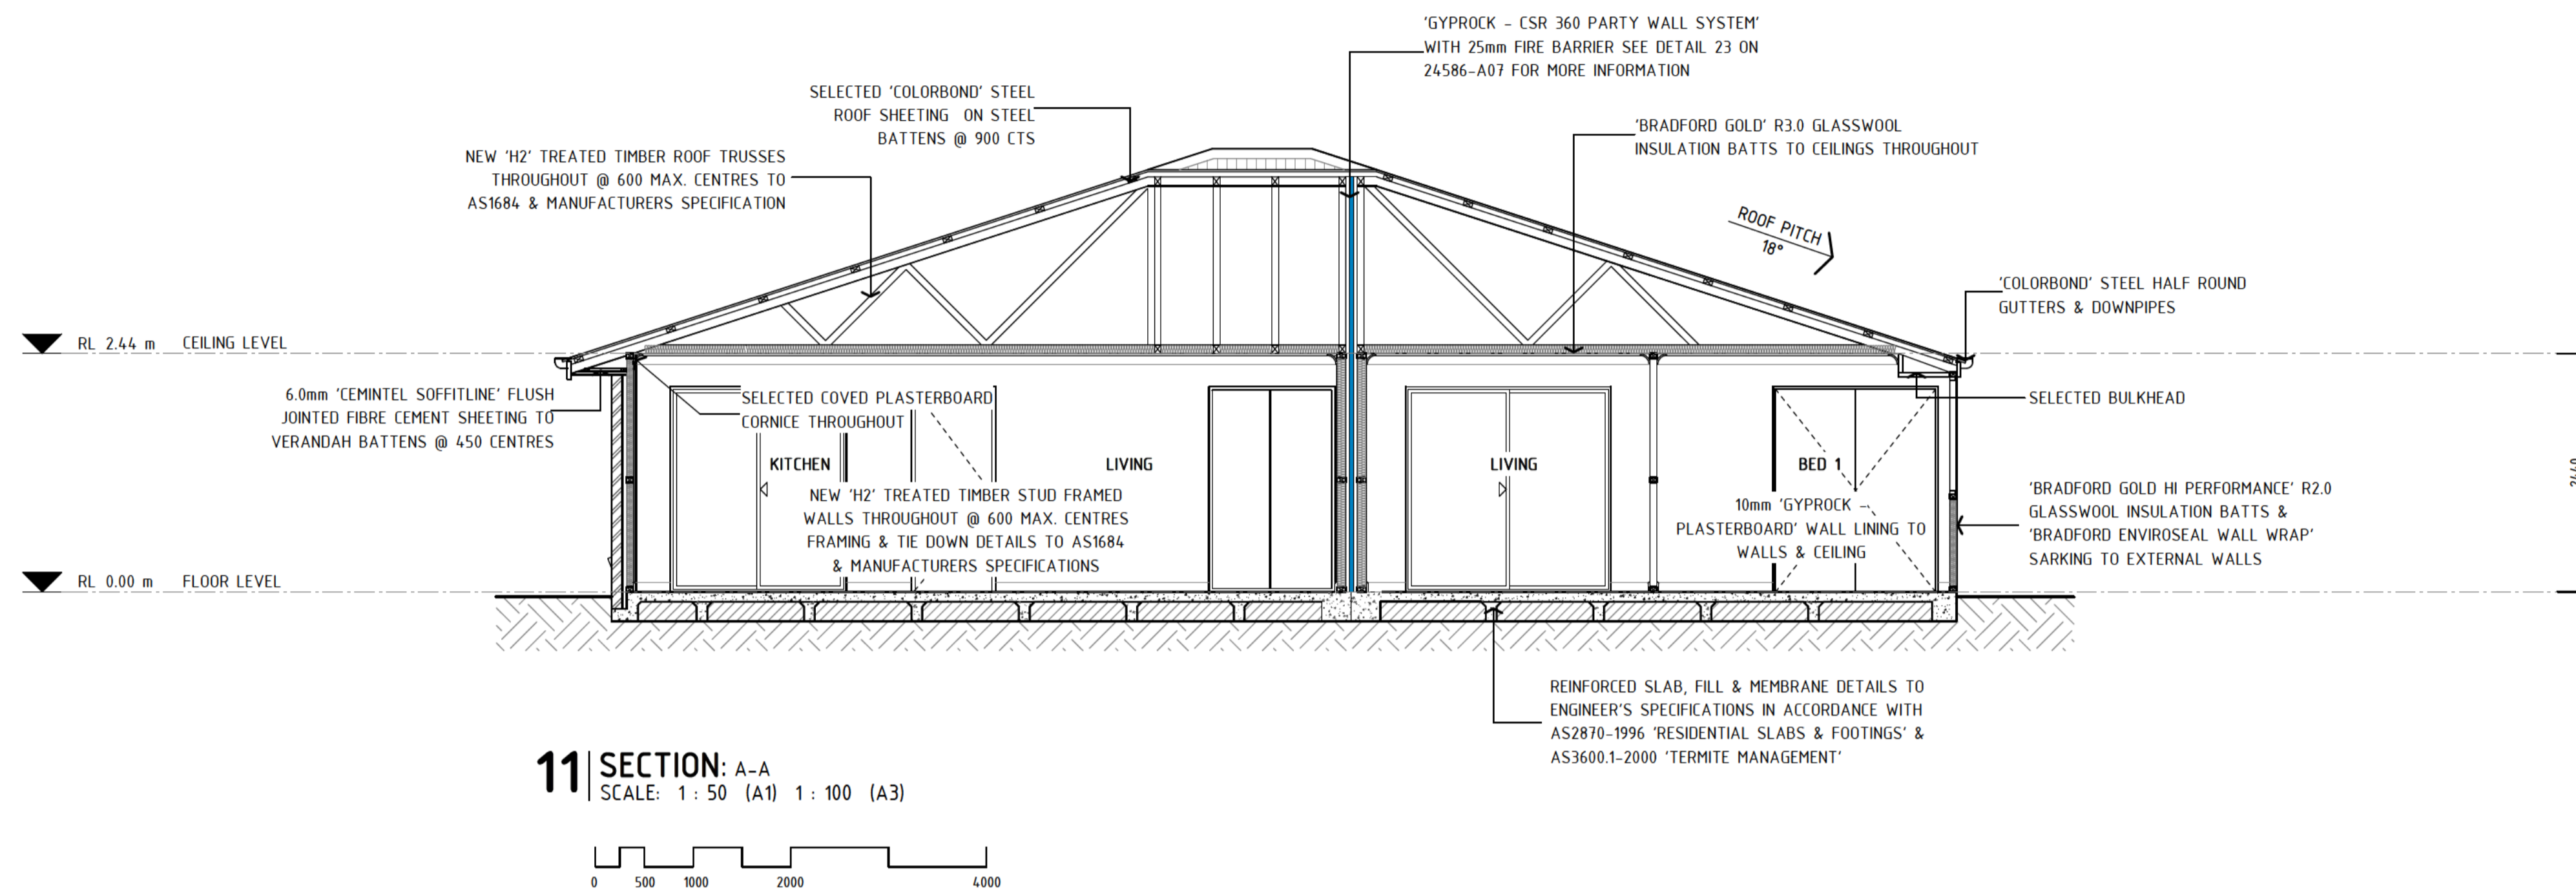 'GYPROCK - CSR 360 PARTY WALL SYSTEM'
WITH 25mm FIRE BARRIER SEE DETAIL 23 ON
24586-A07 FOR MORE INFORMATION
SELECTED 'COLORBOND' STEEL
ROOF SHEETING ON STEEL
BATTENS @ 900 CTS
'BRADFORD GOLD' R3.0 GLASSWOOL
INSULATION BATTS TO CEILINGS THROUGHOUT
NEW 'H2' TREATED TIMBER ROOF TRUSSES
THROUGHOUT @ 600 MAX. CENTRES TO
AS1684 & MANUFACTURERS SPECIFICATION
ROOF PITCH
18°
'COLORBOND' STEEL HALF ROUND
GUTTERS & DOWNPIPES
RL 2.44 m CEILING LEVEL
6.0mm 'CEMINTEL SOFFITLINE' FLUSH
JOINTED FIBRE CEMENT SHEETING TO
VERANDAH BATTENS @ 450 CENTRES
SELECTED COVED PLASTERBOARD
CORNICE THROUGHOUT
SELECTED BULKHEAD
KITCHEN
LIVING
LIVING
BED 1
NEW 'H2' TREATED TIMBER STUD FRAMED
WALLS THROUGHOUT @ 600 MAX. CENTRES
FRAMING & TIE DOWN DETAILS TO AS1684
& MANUFACTURERS SPECIFICATIONS
10mm 'GYPROCK -
PLASTERBOARD' WALL LINING TO
WALLS & CEILING
'BRADFORD GOLD HI PERFORMANCE' R2.0
GLASSWOOL INSULATION BATTS &
'BRADFORD ENVIROSEAL WALL WRAP'
SARKING TO EXTERNAL WALLS
RL 0.00 m FLOOR LEVEL
REINFORCED SLAB, FILL & MEMBRANE DETAILS TO
ENGINEER'S SPECIFICATIONS IN ACCORDANCE WITH
AS2870-1996 'RESIDENTIAL SLABS & FOOTINGS' &
AS3600.1-2000 'TERMITE MANAGEMENT'
11 SECTION: A-A
SCALE: 1 : 50 (A1) 1 : 100 (A3)
0 500 1000 2000 4000